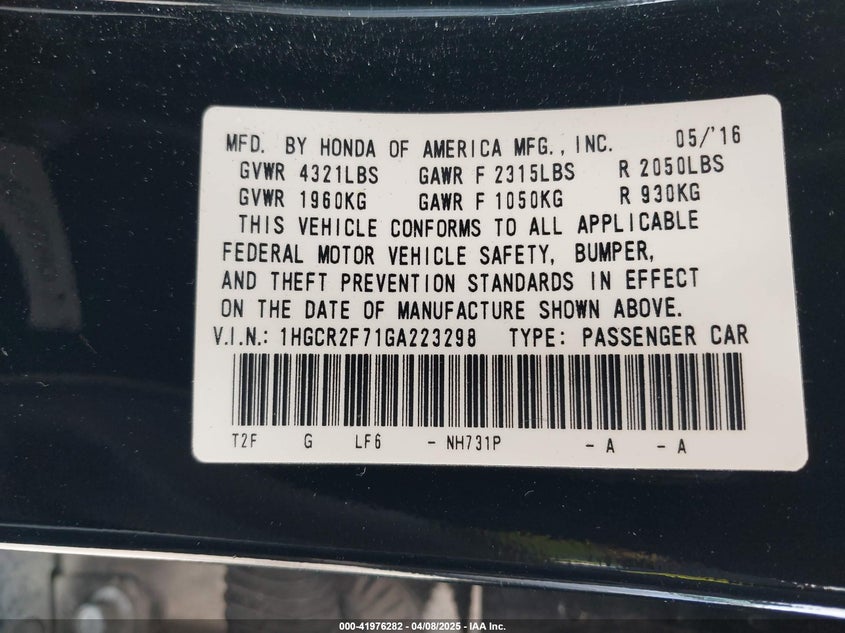 MFD. BY HONDA OF AMERICA MFG., INC. 05/'16
GVWR 4321LBS GAWR F 2315LBS R 2050LBS
GVWR 1960KG GAWR F 1050KG R 930KG
THIS VEHICLE CONFORMS TO ALL APPLICABLE
FEDERAL MOTOR VEHICLE SAFETY, BUMPER,
AND THEFT PREVENTION STANDARDS IN EFFECT
ON THE DATE OF MANUFACTURE SHOWN ABOVE.
V.I.N.: 1HGCR2F71GA223298 TYPE: PASSENGER CAR
T2F G LF6 - NH731P - A - A
000-41976282 - 04/08/2025 - IAA Inc.